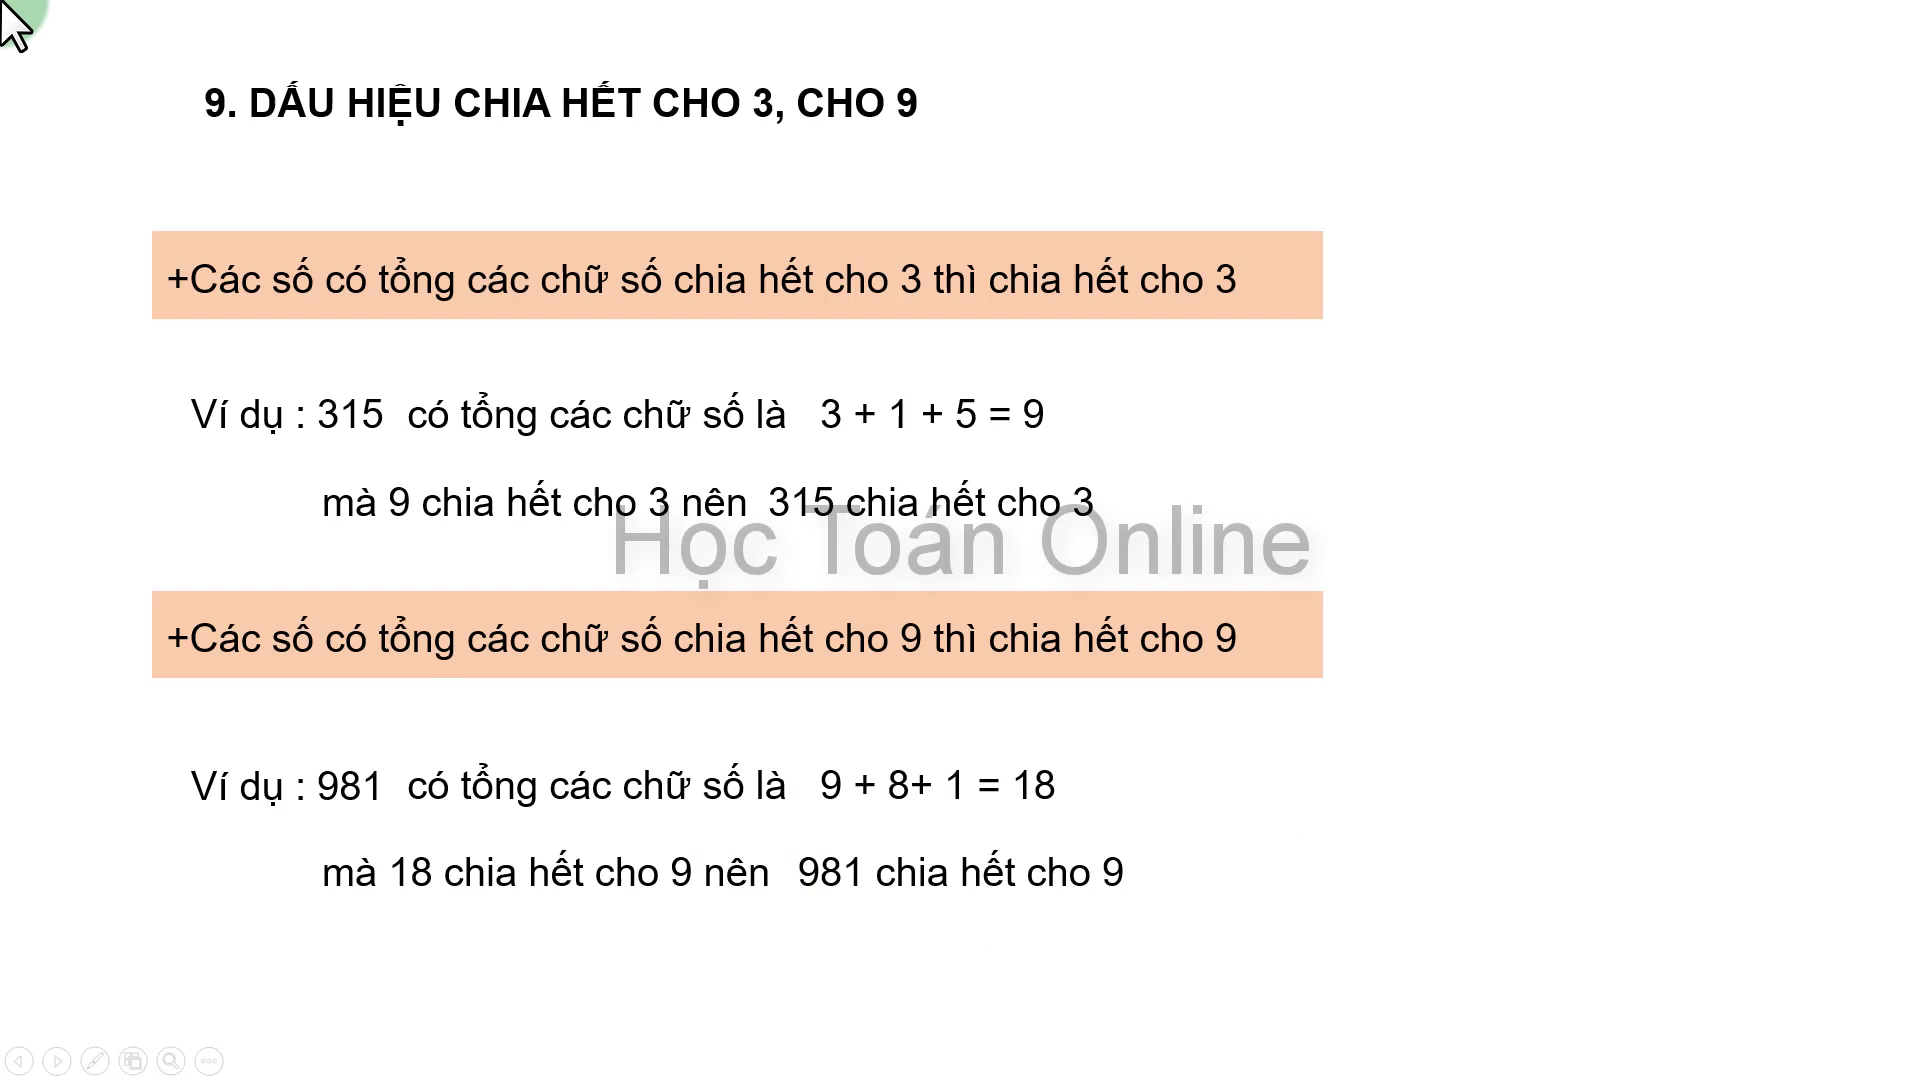 9. DẤU HIỆU CHIA HẾT CHO 3, CHO 9
+Các số có tổng các chữ số chia hết cho 3 thì chia hết cho 3
Ví dụ : 315 có tổng các chữ số là 3 + 1 + 5 = 9
mà 9 chia hết cho 3 nên 315 chia hết cho 3
Học Toán Online
+Các số có tổng các chữ số chia hết cho 9 thì chia hết cho 9
Ví dụ : 981 có tổng các chữ số là 9 + 8+ 1 = 18
mà 18 chia hết cho 9 nên 981 chia hết cho 9